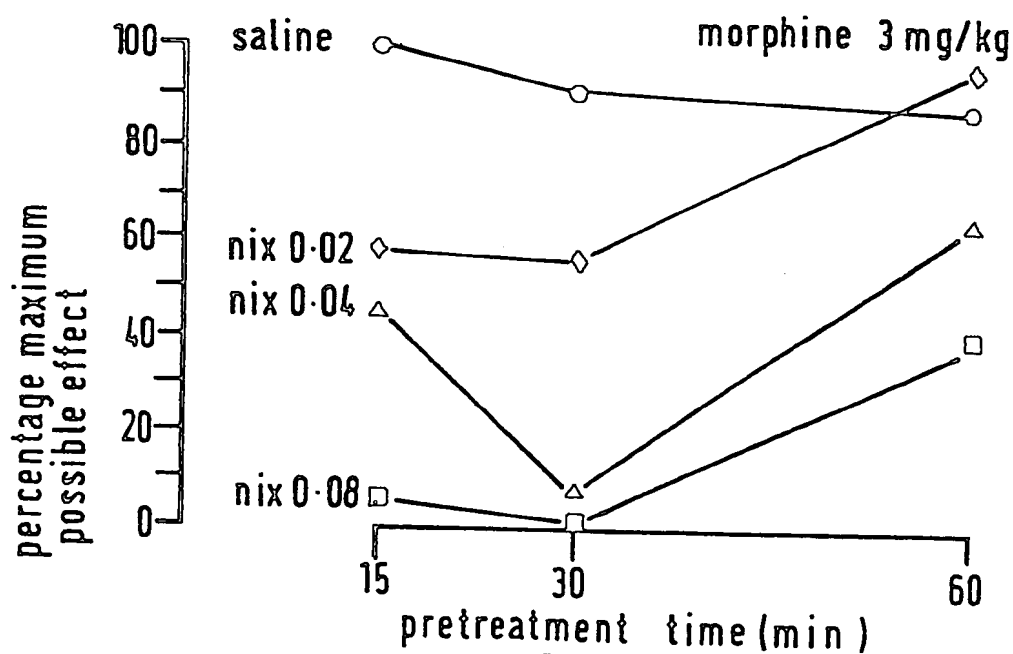 saline
morphine 3 mg/kg
100
80
60
40
20
0
nix 0·02
nix 0·04
nix 0·08
percentage maximum
possible effect
15
30
60
pretreatment time (min)